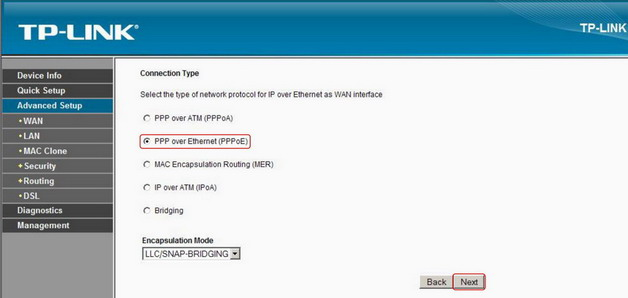 TP-LINK®
TP-LINK
Device Info
Quick Setup
Advanced Setup
• WAN
• LAN
• MAC Clone
+ Security
+ Routing
• DSL
Diagnostics
Management
Connection Type
Select the type of network protocol for IP over Ethernet as WAN interface
PPP over ATM (PPPoA)
PPP over Ethernet (PPPoE)
MAC Encapsulation Routing (MER)
IP over ATM (IPoA)
Bridging
Encapsulation Mode
LLC/SNAP-BRIDGING
Back Next